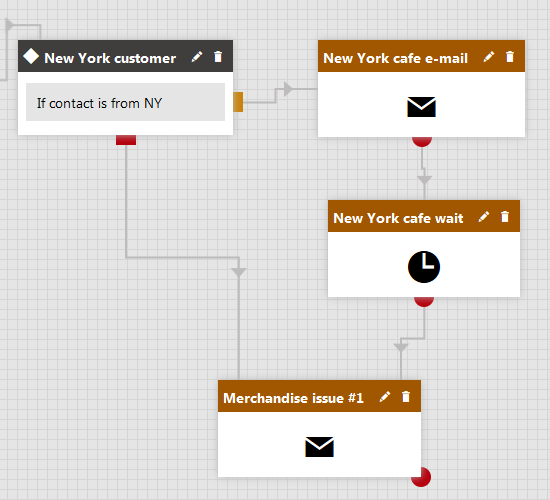 New York customer
If contact is from NY
New York cafe e-mail
New York cafe wait
Merchandise issue #1